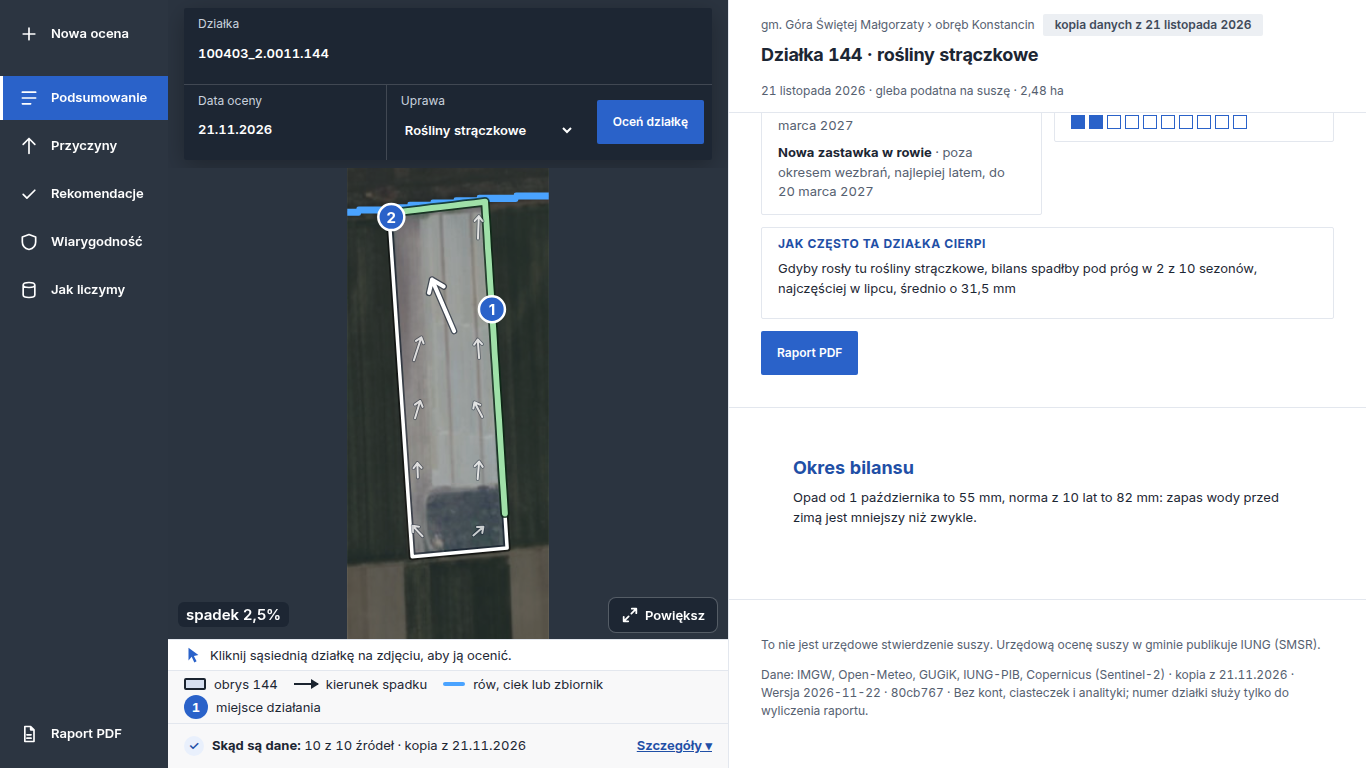 Nowa ocena
Podsumowanie
Przyczyny
Rekomendacje
Wiarygodność
Jak liczymy
Raport PDF
Działka
100403_2.0011.144
Data oceny
21.11.2026
Uprawa
Rośliny strączkowe
Oceń działkę
2
1
spadek 2,5%
Powiększ
Kliknij sąsiednią działkę na zdjęciu, aby ją ocenić.
obrys 144
kierunek spadku
rów, ciek lub zbiornik
1 miejsce działania
Skąd są dane: 10 z 10 źródeł · kopia z 21.11.2026
Szczegóły ▾
gm. Góra Świętej Małgorzaty › obręb Konstancin
kopia danych z 21 listopada 2026
Działka 144 · rośliny strączkowe
21 listopada 2026 · gleba podatna na suszę · 2,48 ha
marca 2027
Nowa zastawka w rowie · poza
okresem wezbrań, najlepiej latem, do
20 marca 2027
JAK CZĘSTO TA DZIAŁKA CIERPI
Gdyby rosły tu rośliny strączkowe, bilans spadłby pod próg w 2 z 10 sezonów,
najczęściej w lipcu, średnio o 31,5 mm
Raport PDF
Okres bilansu
Opad od 1 października to 55 mm, norma z 10 lat to 82 mm: zapas wody przed
zimą jest mniejszy niż zwykle.
To nie jest urzędowe stwierdzenie suszy. Urzędową ocenę suszy w gminie publikuje IUNG (SMSR).
Dane: IMGW, Open-Meteo, GUGiK, IUNG-PIB, Copernicus (Sentinel-2) · kopia z 21.11.2026 ·
Wersja 2026-11-22 · 80cb767 · Bez kont, ciasteczek i analityki; numer działki służy tylko do
wyliczenia raportu.